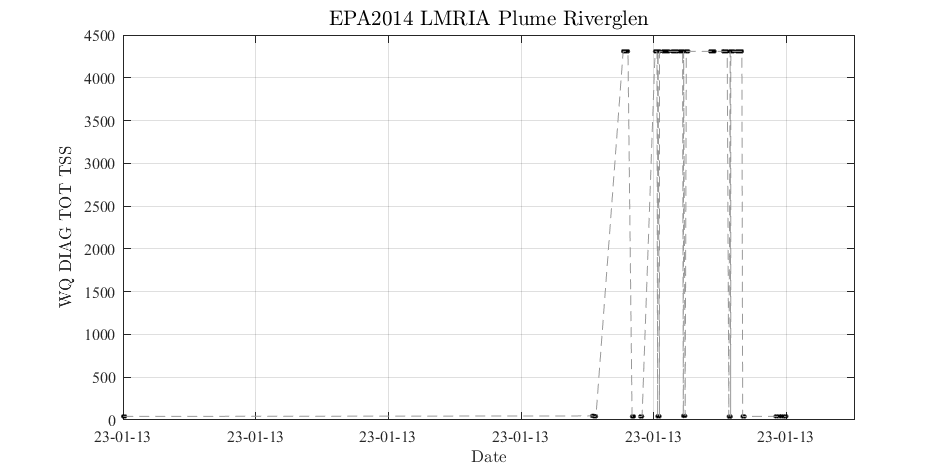 EPA2014 LMRIA Plume Riverglen
WQ DIAG TOT TSS
4500
4000
3500
3000
2500
2000
1500
1000
500
0
23-01-13 23-01-13 23-01-13 23-01-13 23-01-13 23-01-13
Date